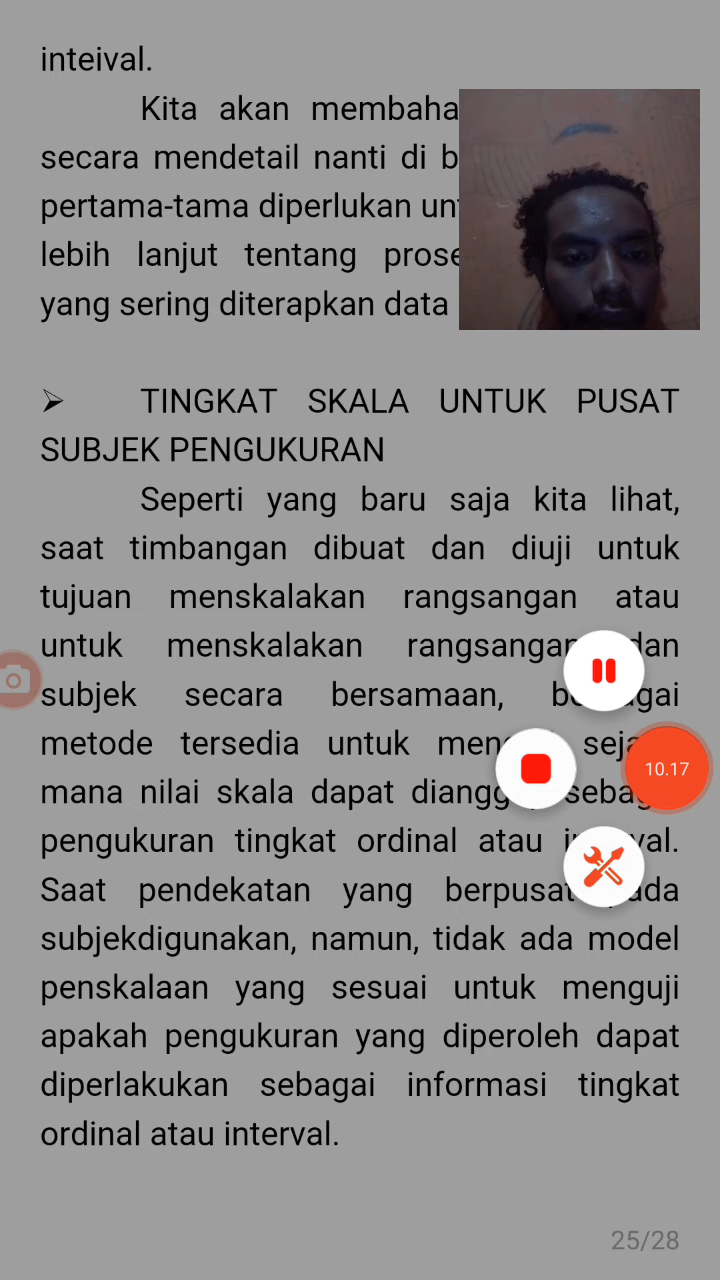 inteival.
Kita akan membaha
secara mendetail nanti di b
pertama-tama diperlukan
lebih lanjut tentang
yang sering diterapkan data
➢ TINGKAT SKALA UNTUK PUSAT
SUBJEK PENGUKURAN
Seperti yang baru saja kita lihat,
saat timbangan dibuat dan diuji untuk
tujuan menskalakan rangsangan atau
untuk menskalakan rangsangan dan
subjek secara bersamaan,
metode tersedia untuk
10.17
mana nilai skala dapat
pengukuran tingkat ordinal atau
Saat pendekatan yang berpusat
subjekdigunakan, namun, tidak ada model
penskalaan yang sesuai untuk menguji
apakah pengukuran yang diperoleh dapat
diperlakukan sebagai informasi tingkat
ordinal atau interval.
25/28